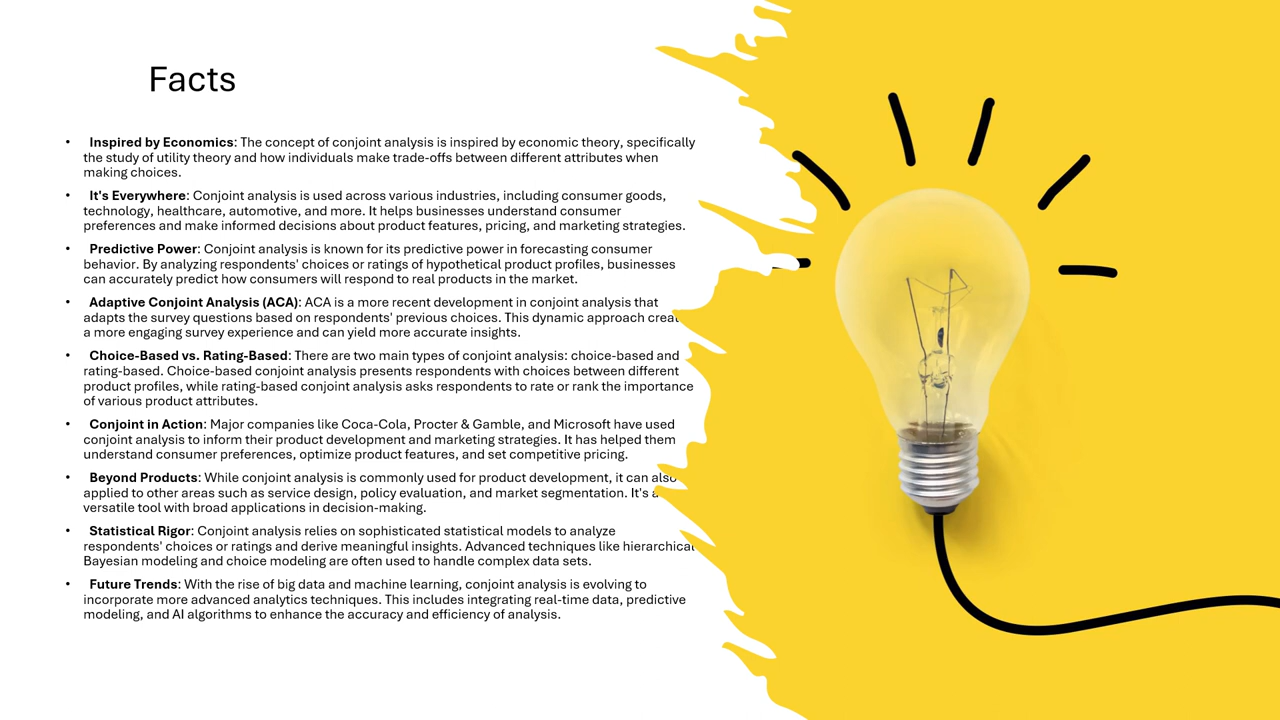 Facts
• Inspired by Economics: The concept of conjoint analysis is inspired by economic theory, specifically
the study of utility theory and how individuals make trade-offs between different attributes when
making choices.
• It's Everywhere: Conjoint analysis is used across various industries, including consumer goods,
technology, healthcare, automotive, and more. It helps businesses understand consumer
preferences and make informed decisions about product features, pricing, and marketing strategies.
• Predictive Power: Conjoint analysis is known for its predictive power in forecasting consumer
behavior. By analyzing respondents' choices or ratings of hypothetical product profiles, businesses
can accurately predict how consumers will respond to real products in the market.
• Adaptive Conjoint Analysis (ACA): ACA is a more recent development in conjoint analysis that
adapts the survey questions based on respondents' previous choices. This dynamic approach
a more engaging survey experience and can yield more accurate insights.
• Choice-Based vs. Rating-Based: There are two main types of conjoint analysis: choice-based and
rating-based. Choice-based conjoint analysis presents respondents with choices between different
product profiles, while rating-based conjoint analysis asks respondents to rate or rank the importance
of various product attributes.
• Conjoint in Action: Major companies like Coca-Cola, Procter & Gamble, and Microsoft have used
conjoint analysis to inform their product development and marketing strategies. It has helped them
understand consumer preferences, optimize product features, and set competitive pricing.
• Beyond Products: While conjoint analysis is commonly used for product development, it can also
applied to other areas such as service design, policy evaluation, and market segmentation. It's a
versatile tool with broad applications in decision-making.
• Statistical Rigor: Conjoint analysis relies on sophisticated statistical models to analyze
respondents' choices or ratings and derive meaningful insights. Advanced techniques like hierarchical
Bayesian modeling and choice modeling are often used to handle complex data sets.
• Future Trends: With the rise of big data and machine learning, conjoint analysis is evolving to
incorporate more advanced analytics techniques. This includes integrating real-time data, predictive
modeling, and AI algorithms to enhance the accuracy and efficiency of analysis.